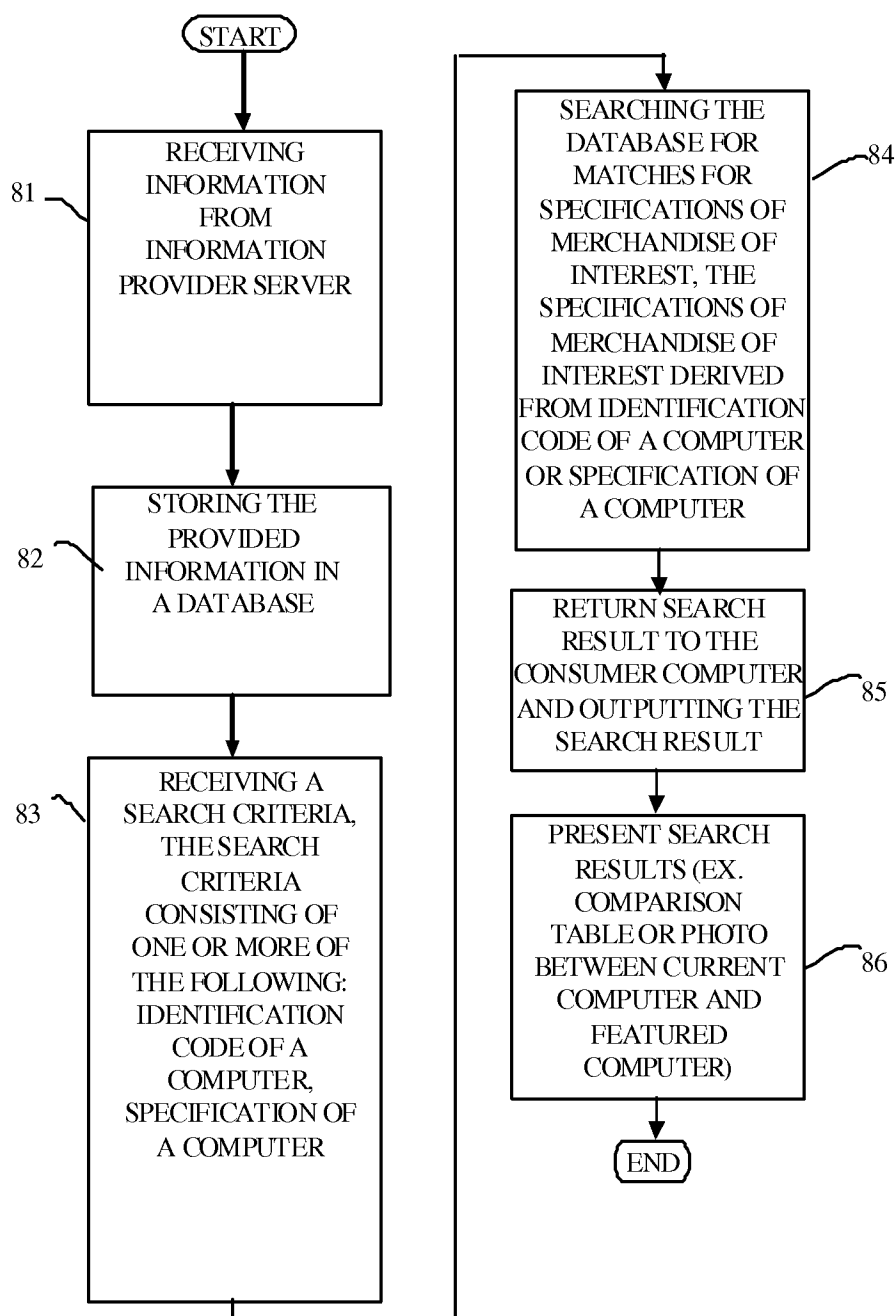 START
81
RECEIVING
INFORMATION
FROM
INFORMATION
PROVIDER SERVER
82
STORING THE
PROVIDED
INFORMATION IN
A DATABASE
83
RECEIVING A
SEARCH CRITERIA,
THE SEARCH
CRITERIA
CONSISTING OF
ONE OR MORE OF
THE FOLLOWING:
IDENTIFICATION
CODE OF A
COMPUTER,
SPECIFICATION OF
A COMPUTER
84
SEARCHING THE
DATABASE FOR
MATCHES FOR
SPECIFICATIONS OF
MERCHANDISE OF
INTEREST, THE
SPECIFICATIONS OF
MERCHANDISE OF
INTEREST DERIVED
FROM IDENTIFICATION
CODE OF A COMPUTER
OR SPECIFICATION OF
A COMPUTER
85
RETURN SEARCH
RESULT TO THE
CONSUMER COMPUTER
AND OUTPUTTING THE
SEARCH RESULT
86
PRESENT SEARCH
RESULTS (EX.
COMPARISON
TABLE OR PHOTO
BETWEEN CURRENT
COMPUTER AND
FEATURED
COMPUTER)
END